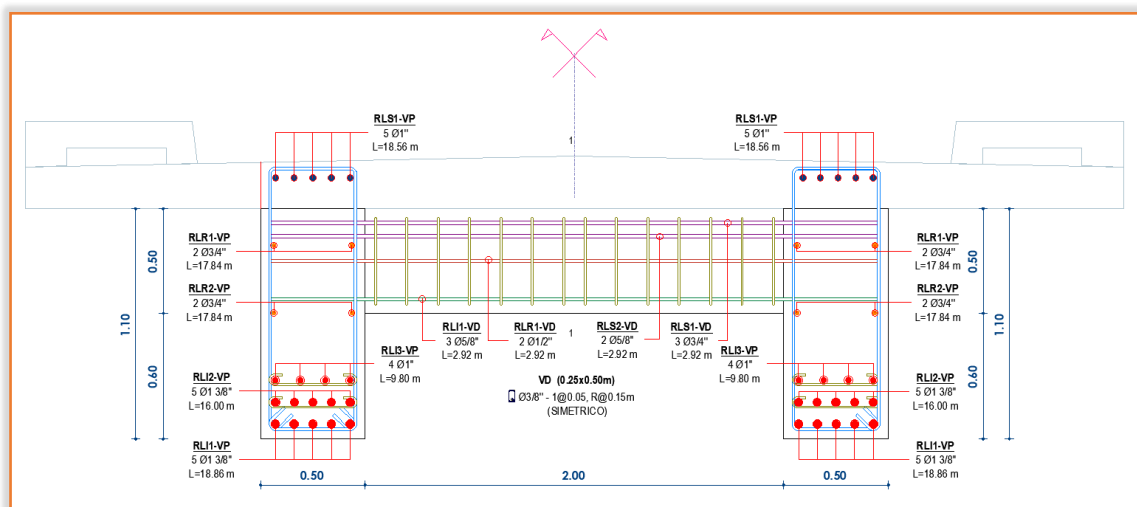 RLS1-VP
5 Ø1"
L=18.56 m
RLS1-VP
5 Ø1"
L=18.56 m
1
RLR1-VP
2 Ø3/4"
L=17.84 m
RLR1-VP
2 Ø3/4"
L=17.84 m
0.50
0.50
RLR2-VP
2 Ø3/4"
L=17.84 m
RLR2-VP
2 Ø3/4"
L=17.84 m
1.10
1.10
RLI1-VD
3 Ø5/8"
L=2.92 m
RLR1-VD
2 Ø1/2"
L=2.92 m
1
RLS2-VD
2 Ø5/8"
L=2.92 m
RLS1-VD
3 Ø3/4"
L=2.92 m
RLI3-VP
4 Ø1"
L=9.80 m
RLI3-VP
4 Ø1"
L=9.80 m
0.60
0.60
RLI2-VP
5 Ø1 3/8"
L=16.00 m
RLI2-VP
5 Ø1 3/8"
L=16.00 m
VD (0.25x0.50m)
Ø3/8" - 1@0.05, R@0.15m
(SIMETRICO)
RLI1-VP
5 Ø1 3/8"
L=18.86 m
RLI1-VP
5 Ø1 3/8"
L=18.86 m
0.50
2.00
0.50